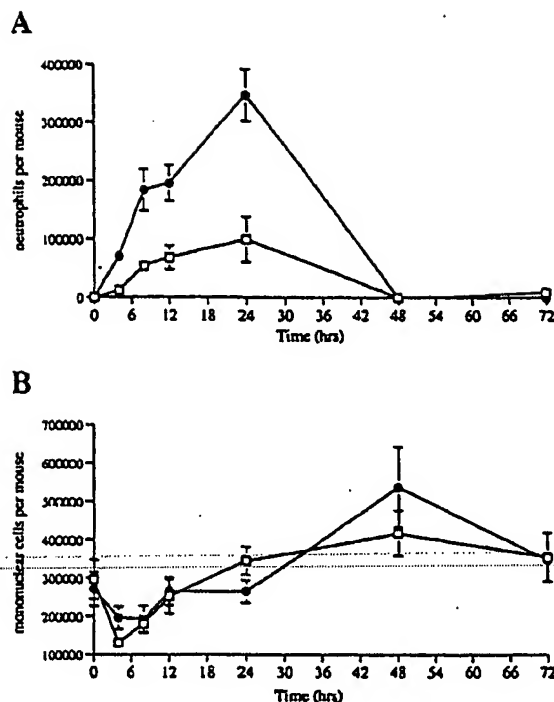 A
400000
300000
200000
100000
0
neutrophils per mouse
0 6 12 18 24 30 36 42 48 54 60 66 72
Time (hrs)
B
700000
600000
500000
400000
300000
200000
100000
mononuclear cells per mouse
0 6 12 18 24 30 36 42 48 54 60 66 72
Time (hrs)